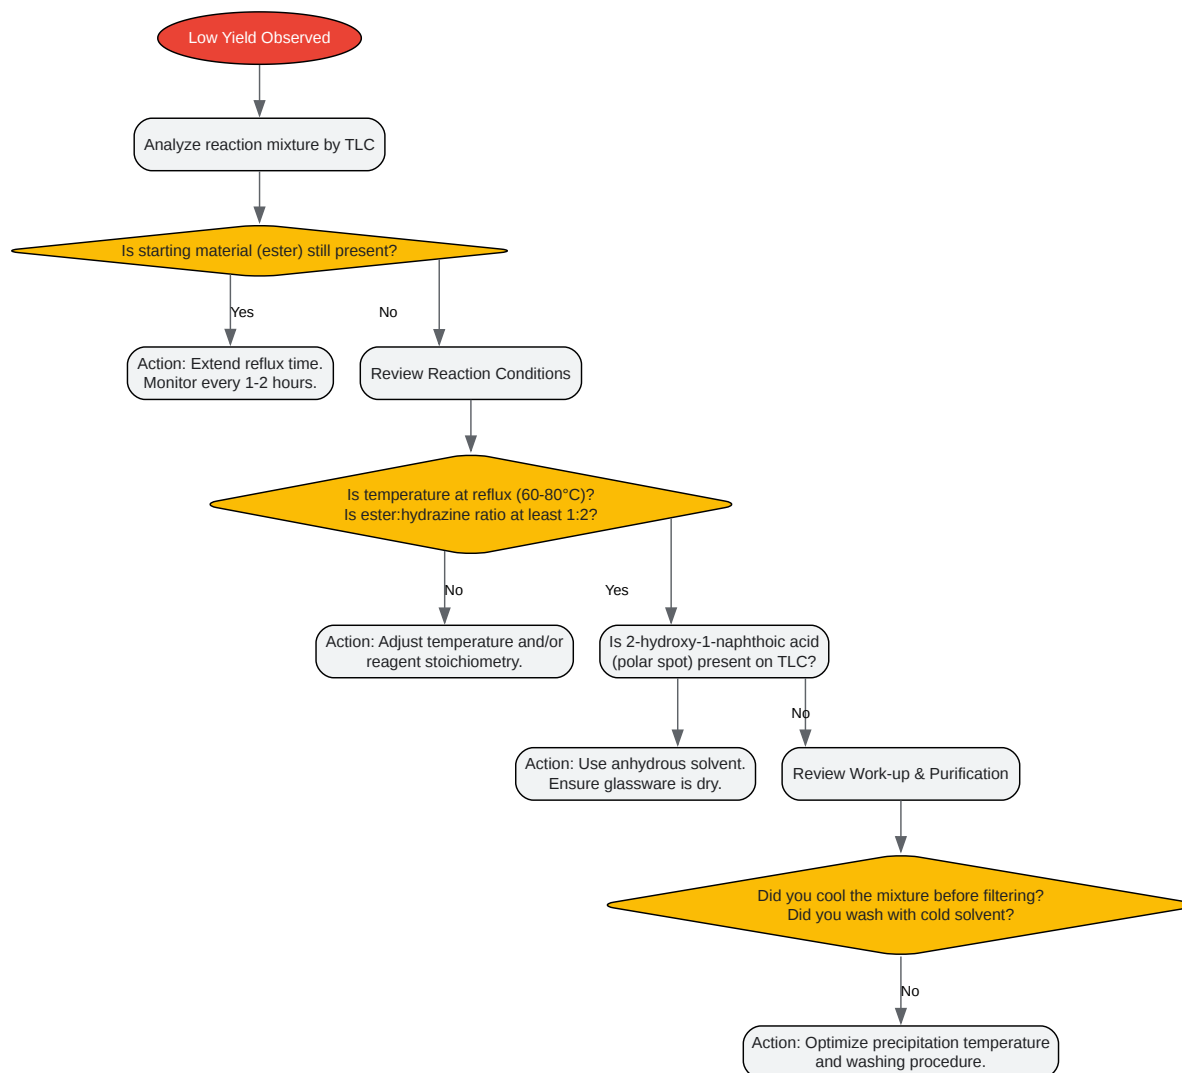 Low Yield Observed
Analyze reaction mixture by TLC
Is starting material (ester) still present?
Yes
No
Action: Extend reflux time.
Monitor every 1-2 hours.
Review Reaction Conditions
Is temperature at reflux (60-80°C)?
Is ester:hydrazine ratio at least 1:2?
No
Yes
Action: Adjust temperature and/or
reagent stoichiometry.
Is 2-hydroxy-1-naphthoic acid
(polar spot) present on TLC?
No
Action: Use anhydrous solvent.
Ensure glassware is dry.
Review Work-up & Purification
Did you cool the mixture before filtering?
Did you wash with cold solvent?
No
Action: Optimize precipitation temperature
and washing procedure.